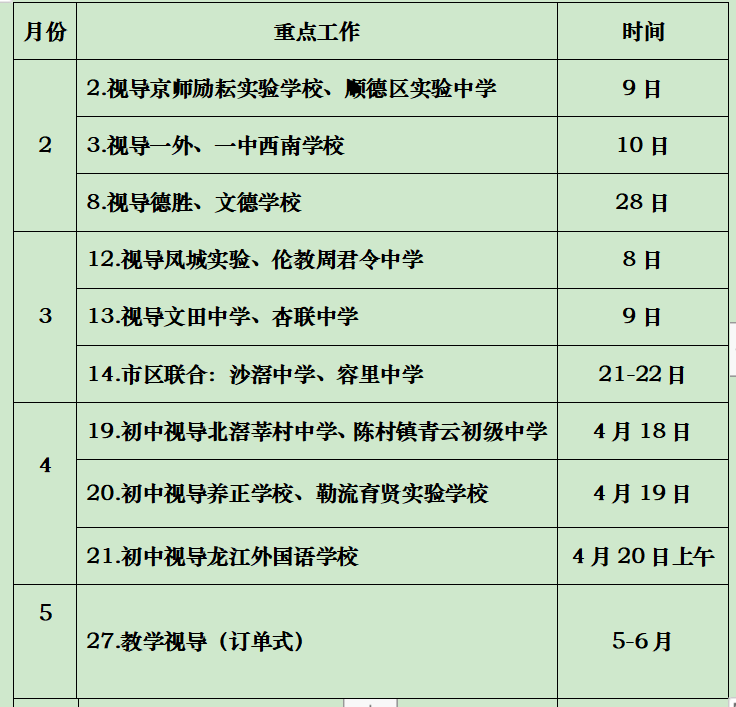 月份 重点工作 时间
2
2.视导京师励耘实验学校、顺德区实验中学 9 日
3.视导一外、一中西南学校 10 日
8.视导德胜、文德学校 28 日
3
12.视导凤城实验、伦教周君令中学 8 日
13.视导文田中学、杏联中学 9 日
14.市区联合：沙滘中学、容里中学 21-22 日
4
19.初中视导北滘莘村中学、陈村镇青云初级中学 4 月 18 日
20.初中视导养正学校、勒流育贤实验学校 4 月 19 日
21.初中视导龙江外国语学校 4 月 20 日上午
5
27.教学视导（订单式） 5-6 月